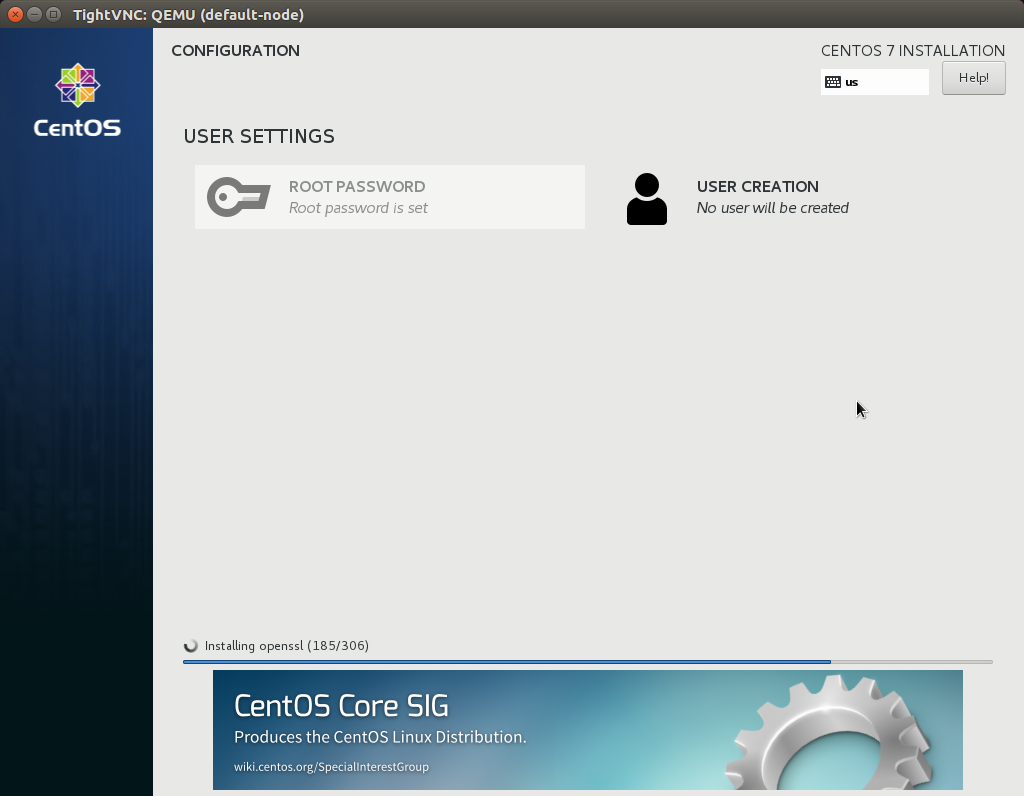 TightVNC: QEMU (default-node)
CentOS
CONFIGURATION
CENTOS 7 INSTALLATION
us
Help!
USER SETTINGS
ROOT PASSWORD
Root password is set
USER CREATION
No user will be created
Installing openssl (185/306)
CentOS Core SIG
Produces the CentOS Linux Distribution.
wiki.centos.org/SpecialInterestGroup